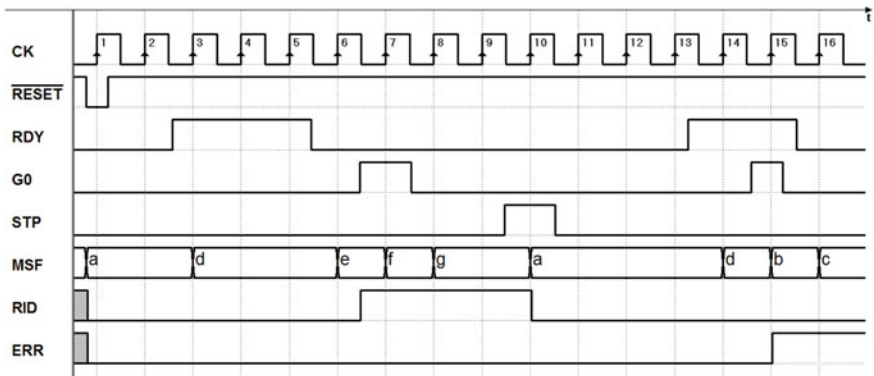 t
CK 1 2 3 4 5 6 7 8 9 10 11 12 13 14 15 16
RESET
RDY
G0
STP
MSF a d e f g a d b c
RID
ERR